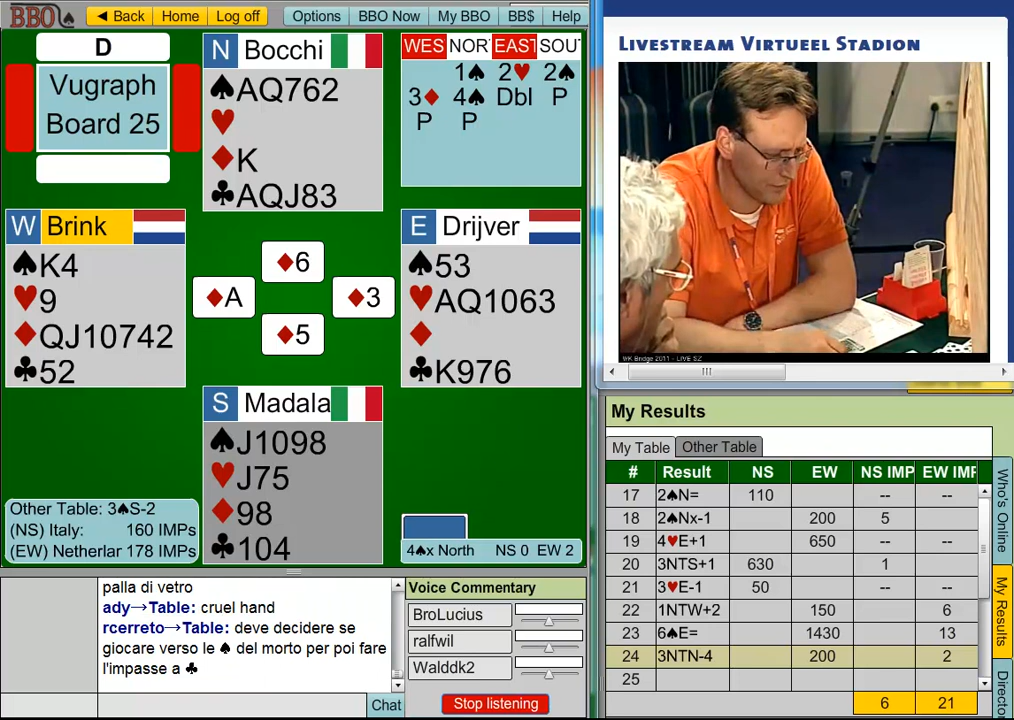 BBO ◄ Back Home Log off Options BBO Now My BBO BB$ Help
D
Vugraph
Board 25
N Bocchi
♠AQ762
♥
♦K
♣AQJ83
WES NOR EAST SOUT
1♠ 2♥ 2♠
3♦ 4♠ Dbl P
P P
W Brink
♠K4
♥9
♦QJ10742
♣52
♦6
♦A ♦3
♦5
E Drijver
♠53
♥AQ1063
♦
♣K976
S Madala
♠J1098
♥J75
♦98
♣104
Other Table: 3♠S-2
(NS) Italy: 160 IMPs
(EW) Netherlar 178 IMPs
4♠x North NS 0 EW 2
palla di vetro
ady→Table: cruel hand
rcerreto→Table: deve decidere se
giocare verso le ♠ del morto per poi fare
l'impasse a ♣
Chat
Voice Commentary
BroLucius
ralfwil
Walddk2
Stop listening
Livestream Virtueel Stadion
WK Bridge 2011 - LIVE SZ
My Results
My Table Other Table
# Result NS EW NS IMP EW IMF
17 2♠N= 110 -- --
18 2♠Nx-1 200 5
19 4♥E+1 650 -- --
20 3NTS+1 630 1
21 3♥E-1 50 -- --
22 1NTW+2 150 6
23 6♠E= 1430 13
24 3NTN-4 200 2
25
6 21
Who's Online
My Results
Director